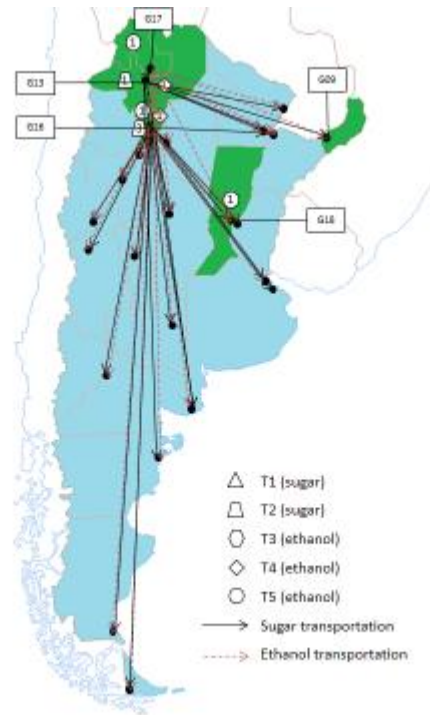 G17
1
G13
1
G09
G16
1
G18
T1 (sugar)
T2 (sugar)
T3 (ethanol)
T4 (ethanol)
T5 (ethanol)
Sugar transportation
Ethanol transportation